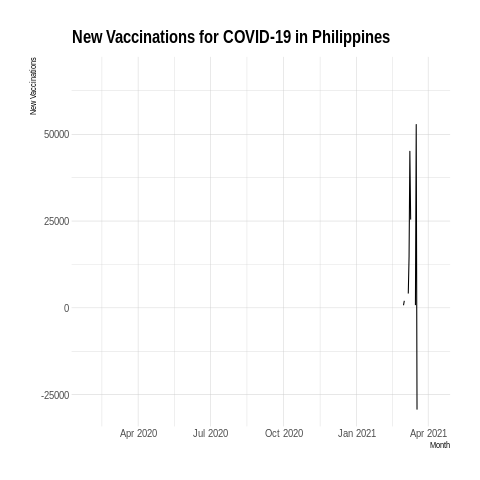 New Vaccinations for COVID-19 in Philippines
New Vaccinations
50000
25000
0
-25000
Apr 2020
Jul 2020
Oct 2020
Jan 2021
Apr 2021
Month